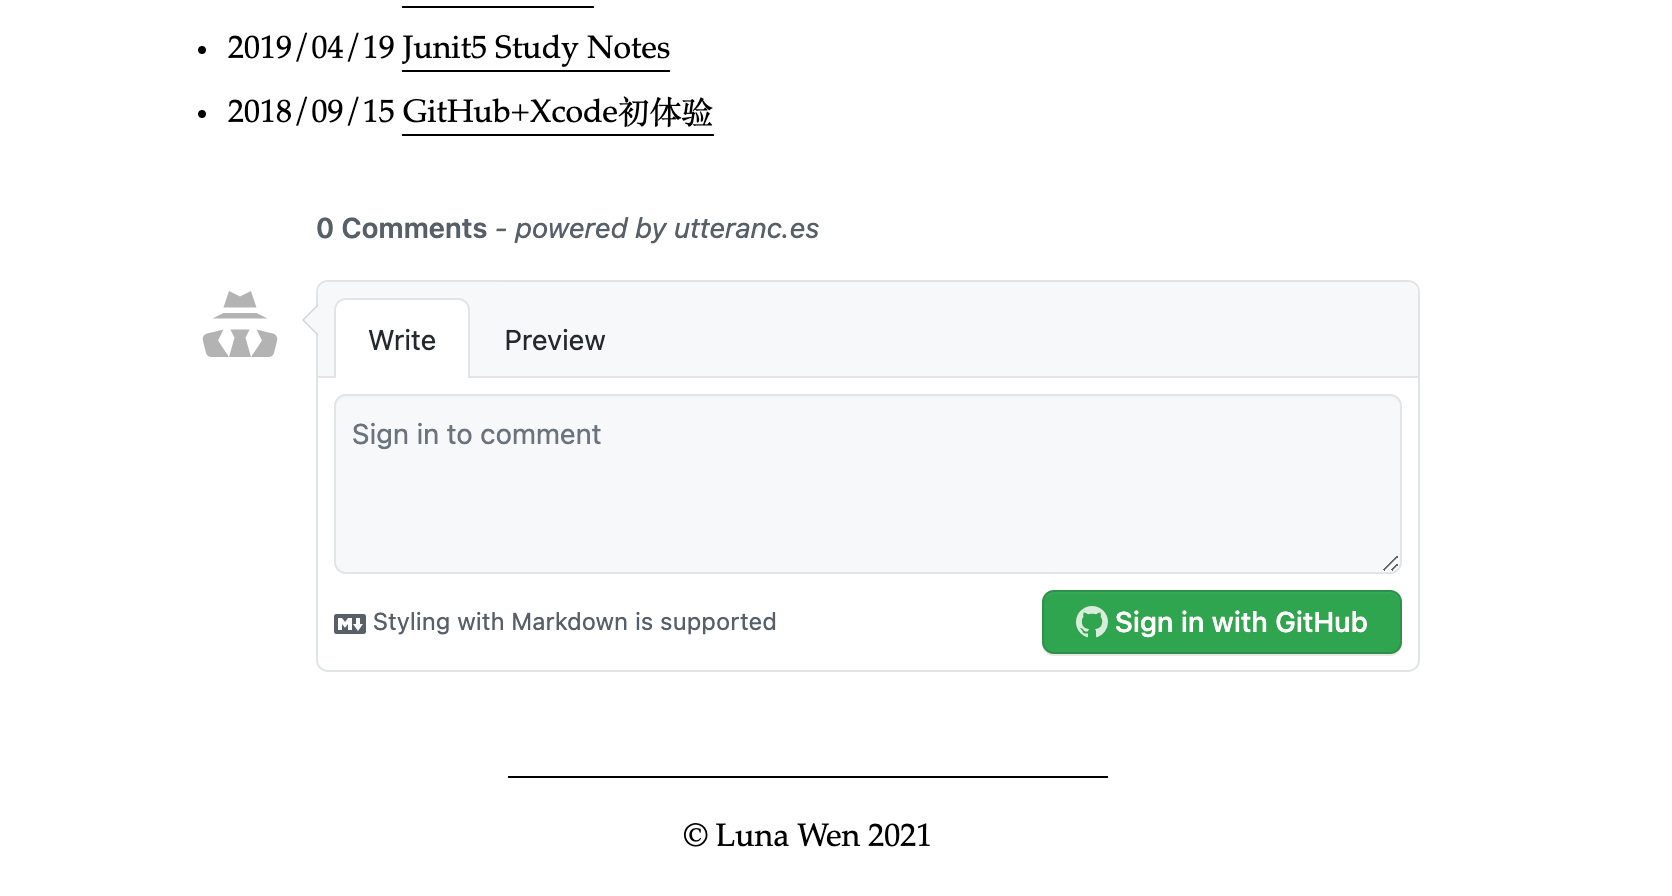 • 2019/04/19 Junit5 Study Notes
• 2018/09/15 GitHub+Xcode初体验
0 Comments - powered by utteranc.es
Write Preview
Sign in to comment
M↓ Styling with Markdown is supported Sign in with GitHub
© Luna Wen 2021